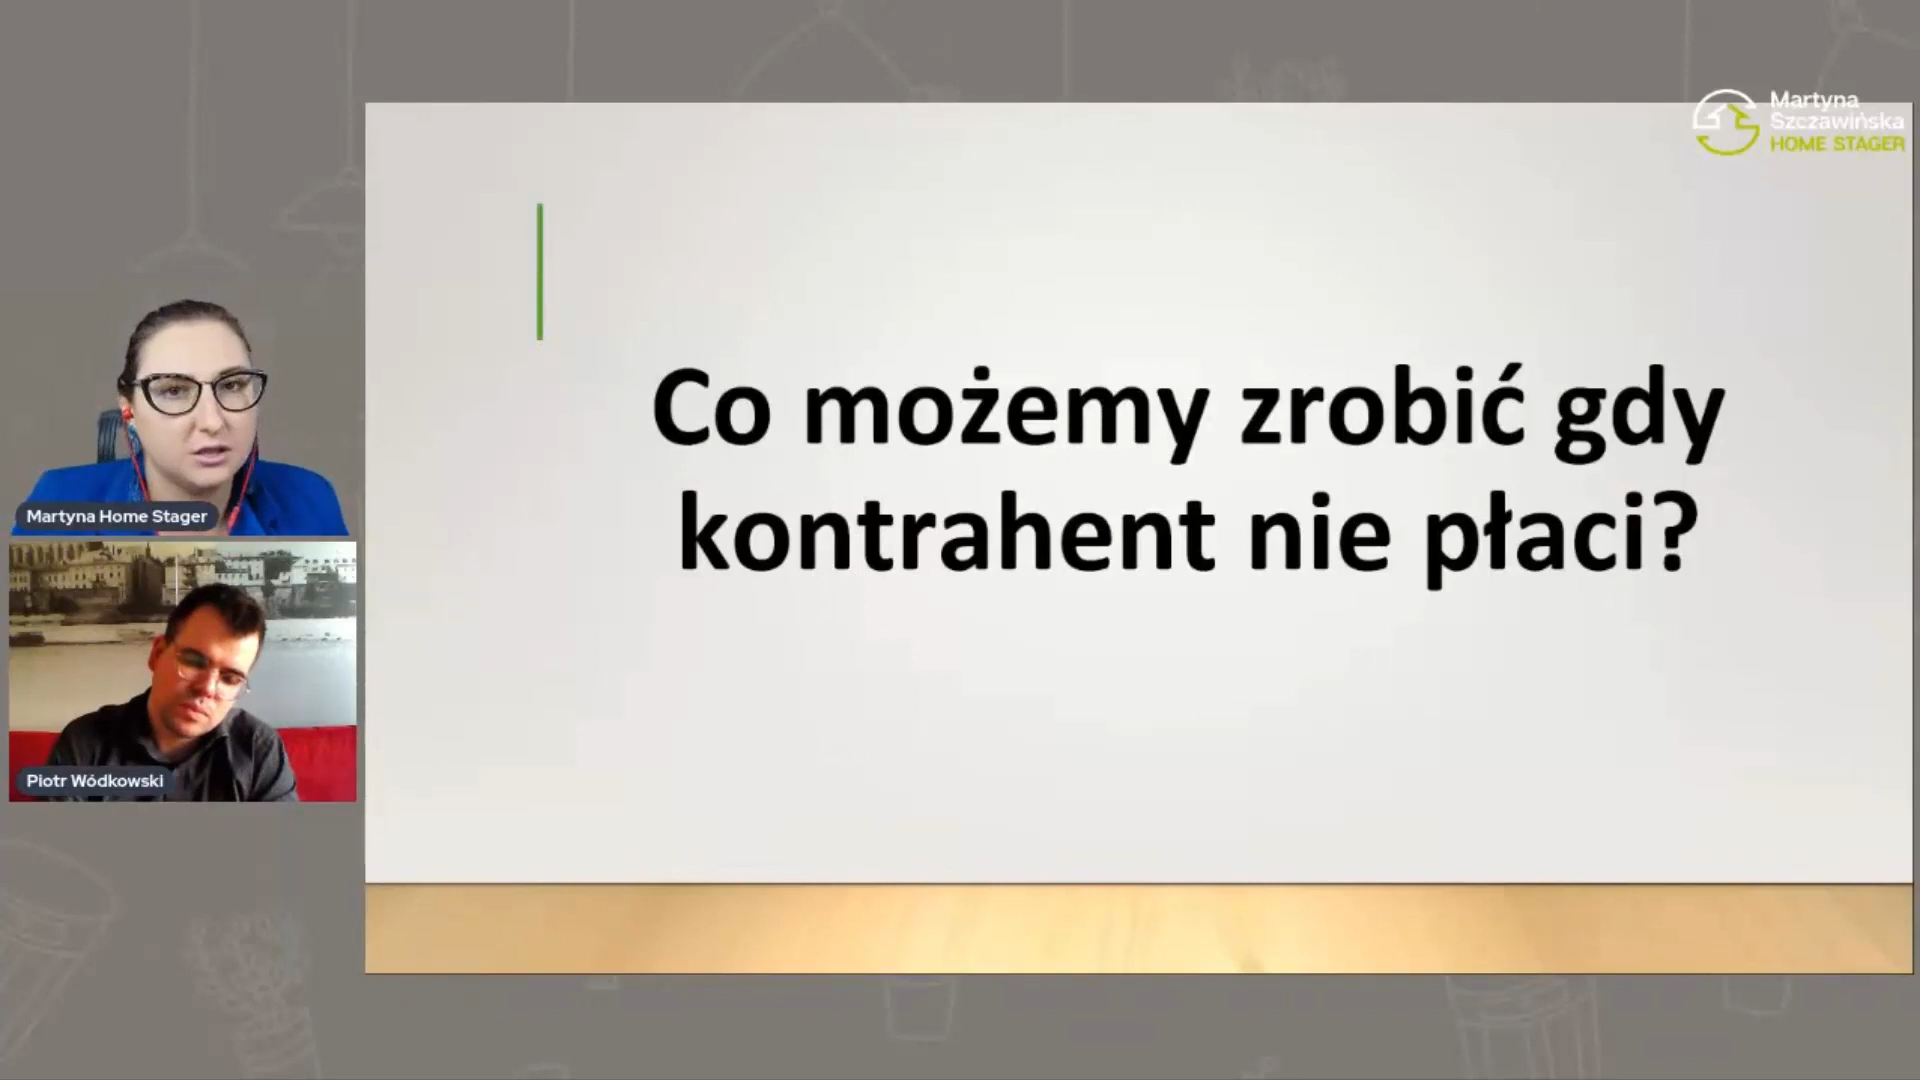 Martyna
Szczawińska
HOME STAGER
Co możemy zrobić gdy
kontrahent nie płaci?
Martyna Home Stager
Piotr Wódkowski